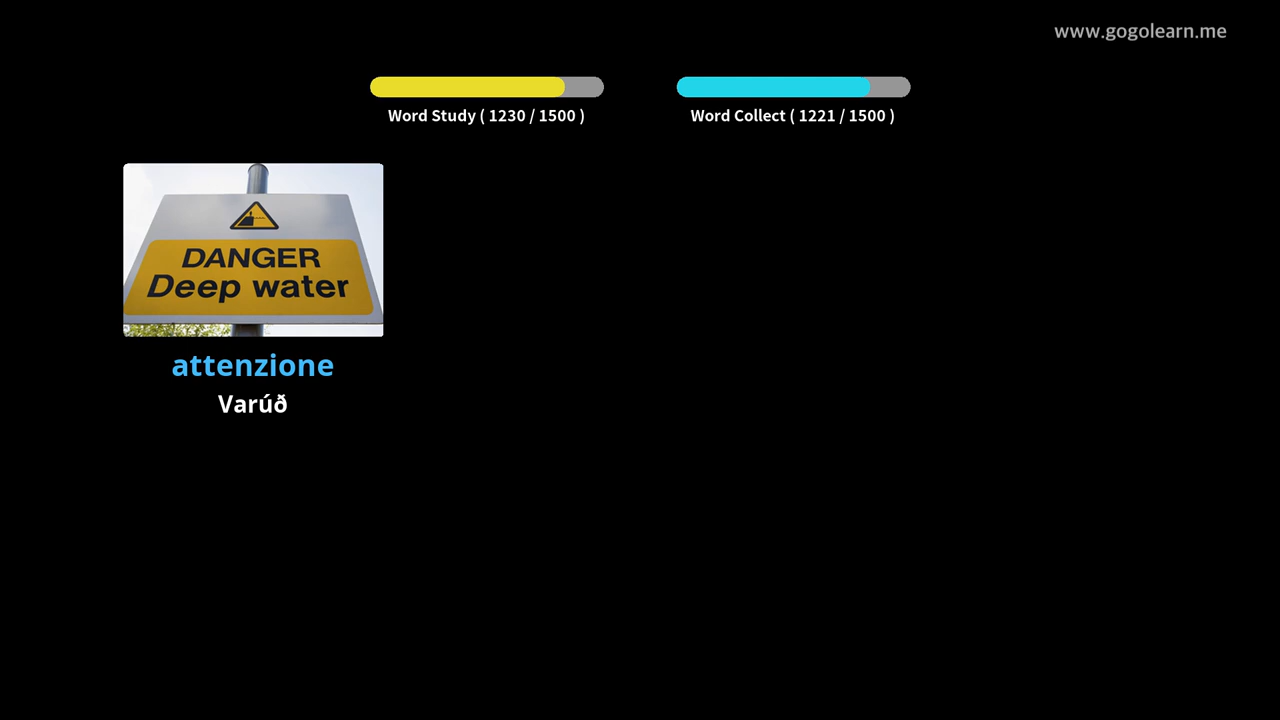 www.gogolearn.me
Word Study ( 1230 / 1500 )
Word Collect ( 1221 / 1500 )
DANGER
Deep water
attenzione
Varúð